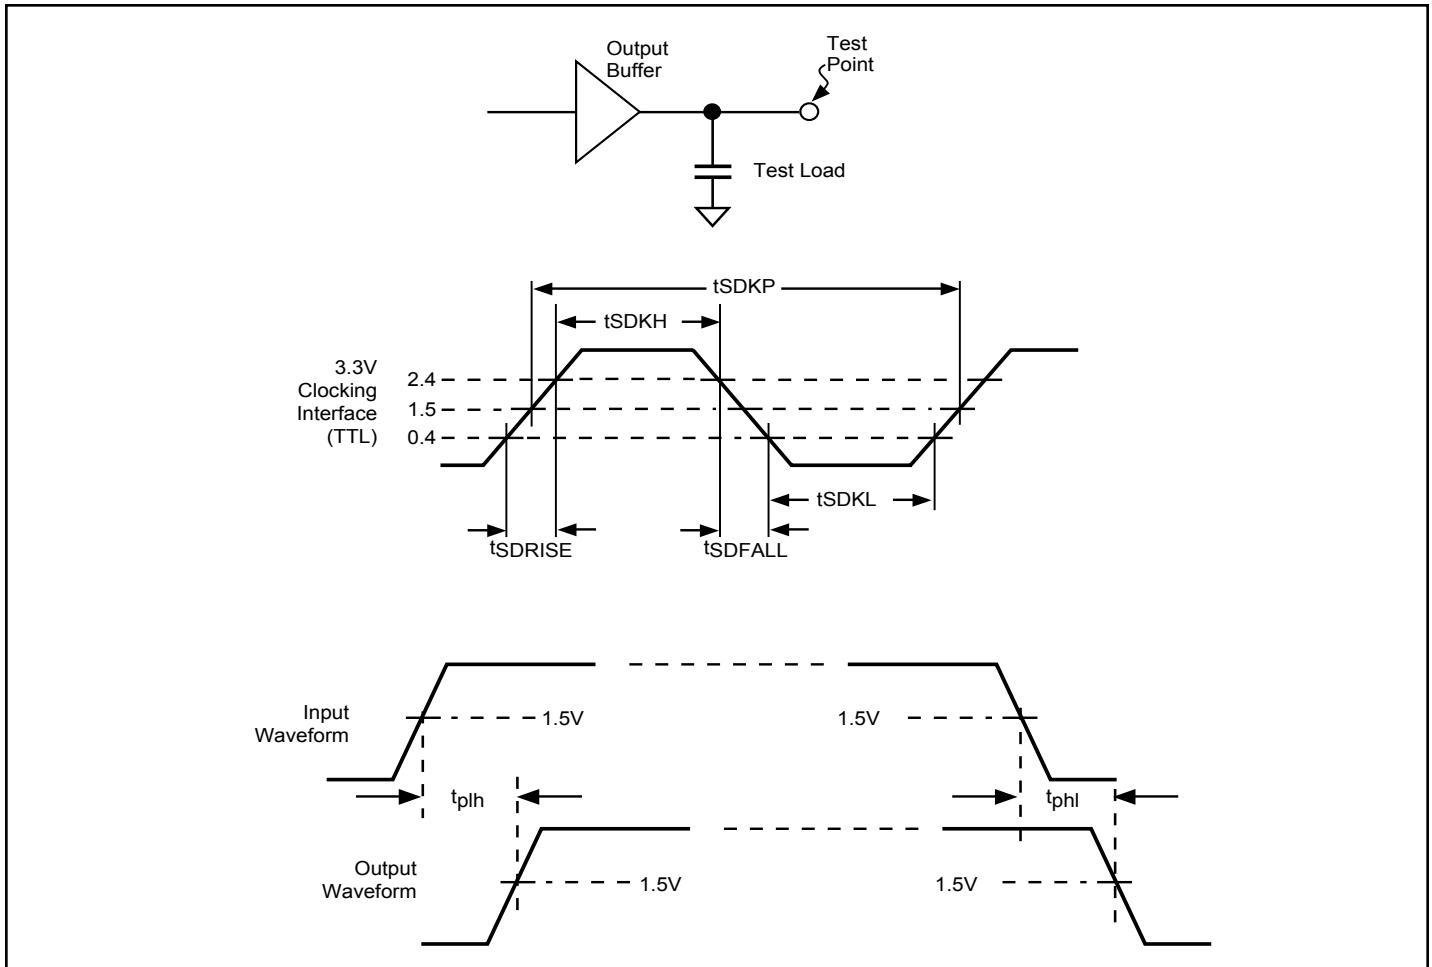 Output
Buffer
Test
Point
Test Load
tSDKP
tSDKH
3.3V
Clocking
Interface
(TTL)
2.4
1.5
0.4
tSDKL
tSDRISE
tSDFALL
Input
Waveform
1.5V
1.5V
tplh
tphl
Output
Waveform
1.5V
1.5V